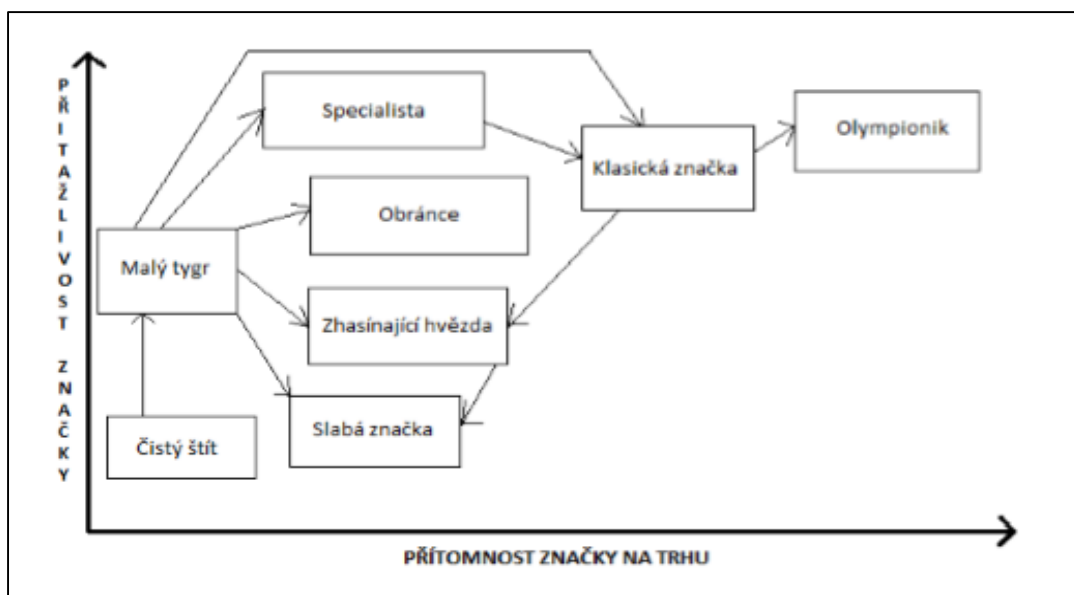 PŘITAŽLIVOST ZNAČKY
Specialista
Olympionik
Klasická značka
Obránce
Malý tygr
Zhasínající hvězda
Slabá značka
Čistý štít
PŘÍTOMNOST ZNAČKY NA TRHU